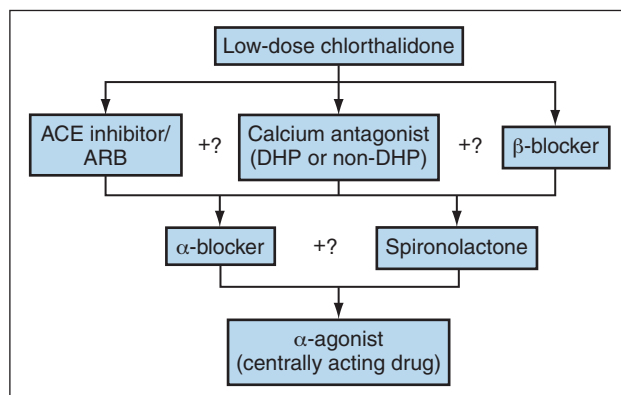 Low-dose chlorthalidone
ACE inhibitor/
ARB
+?
Calcium antagonist
(DHP or non-DHP)
+?
β-blocker
α-blocker
+?
Spironolactone
α-agonist
(centrally acting drug)